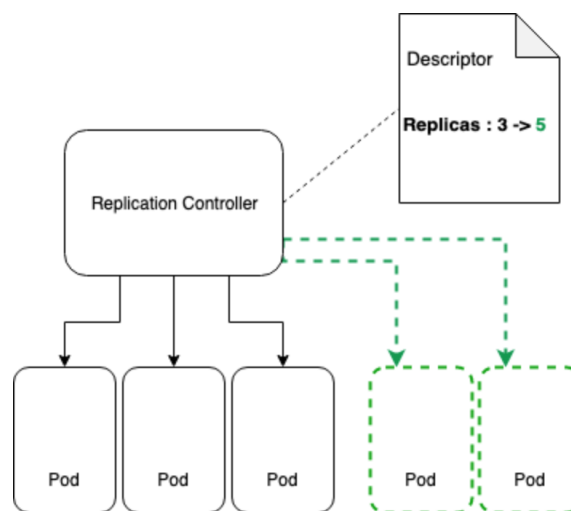 Descriptor
Replicas : 3 -> 5
Replication Controller
Pod
Pod
Pod
Pod
Pod